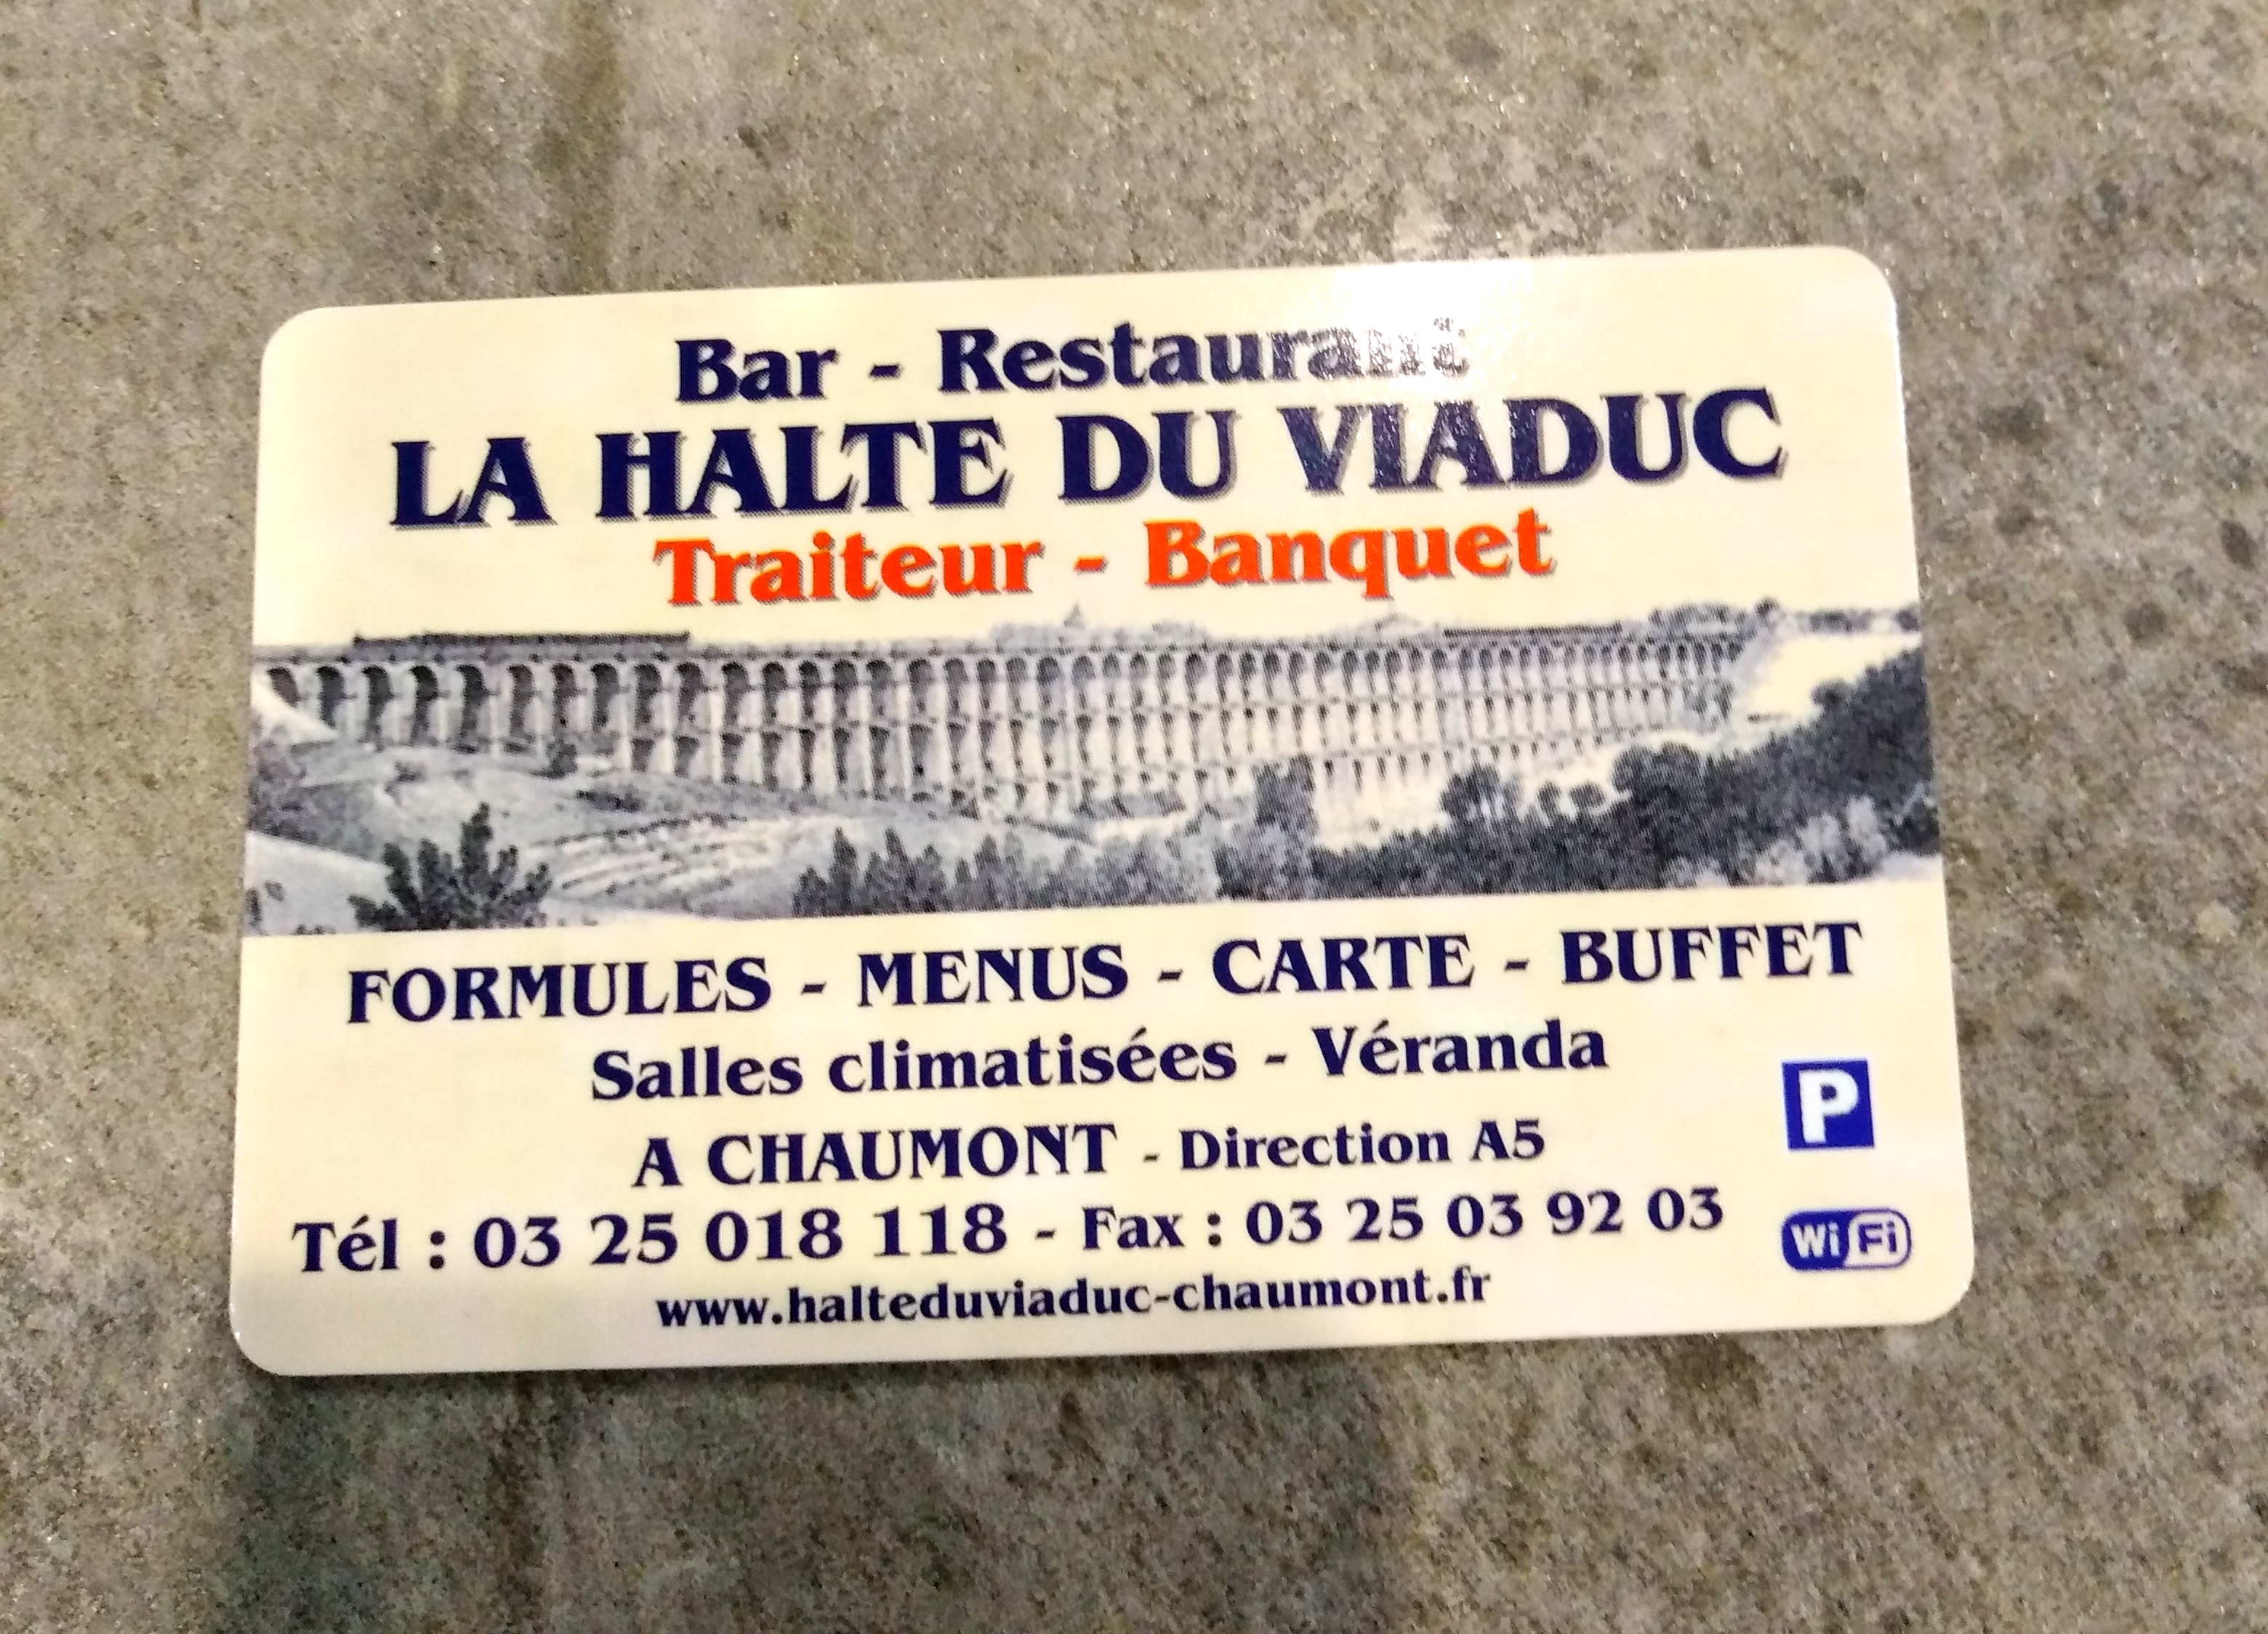 Bar - Restaurant
LA HALTE DU VIADUC
Traiteur - Banquet
FORMULES - MENUS - CARTE - BUFFET
Salles climatisées - Véranda
A CHAUMONT - Direction A5
P
Tél : 03 25 018 118 - Fax : 03 25 03 92 03
WiFi
www.halteduviaduc-chaumont.fr